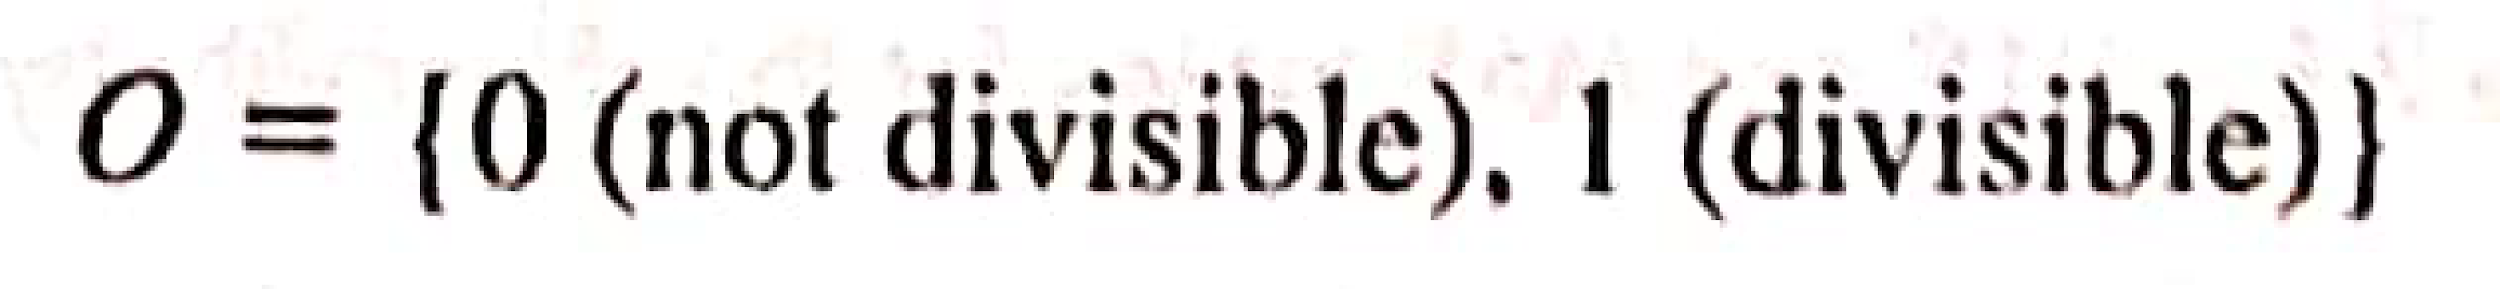 O = {0 (not divisible), 1 (divisible)}